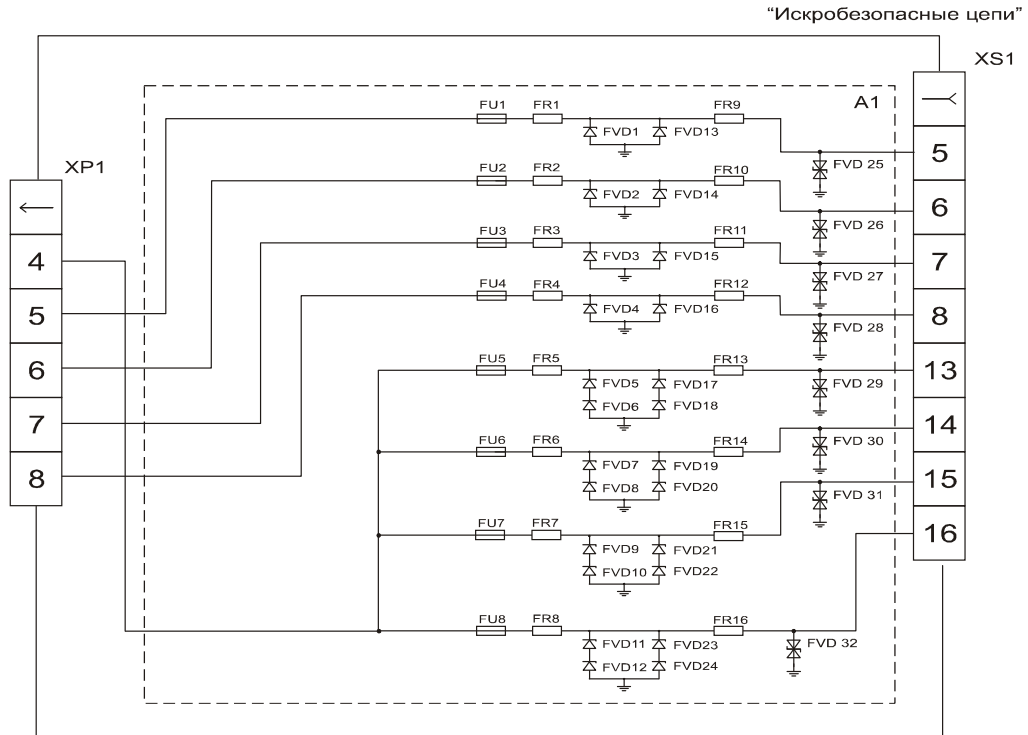 “Искробезопасные цепи”
XS1
A1
XP1
4
5
6
7
8
5
6
7
8
13
14
15
16
FU1 FR1 FR9
FVD1 FVD13
FVD 25
FU2 FR2 FR10
FVD2 FVD14
FVD 26
FU3 FR3 FR11
FVD3 FVD15
FVD 27
FU4 FR4 FR12
FVD4 FVD16
FVD 28
FU5 FR5 FR13
FVD5 FVD17
FVD 29
FVD6 FVD18
FU6 FR6 FR14
FVD 30
FVD7 FVD19
FVD8 FVD20
FVD 31
FU7 FR7 FR15
FVD9 FVD21
FVD10 FVD22
FU8 FR8 FR16
FVD11 FVD23
FVD 32
FVD12 FVD24